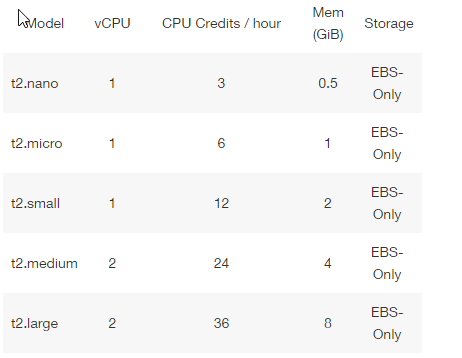 Model vCPU CPU Credits / hour Mem (GiB) Storage
t2.nano 1 3 0.5 EBS-Only
t2.micro 1 6 1 EBS-Only
t2.small 1 12 2 EBS-Only
t2.medium 2 24 4 EBS-Only
t2.large 2 36 8 EBS-Only